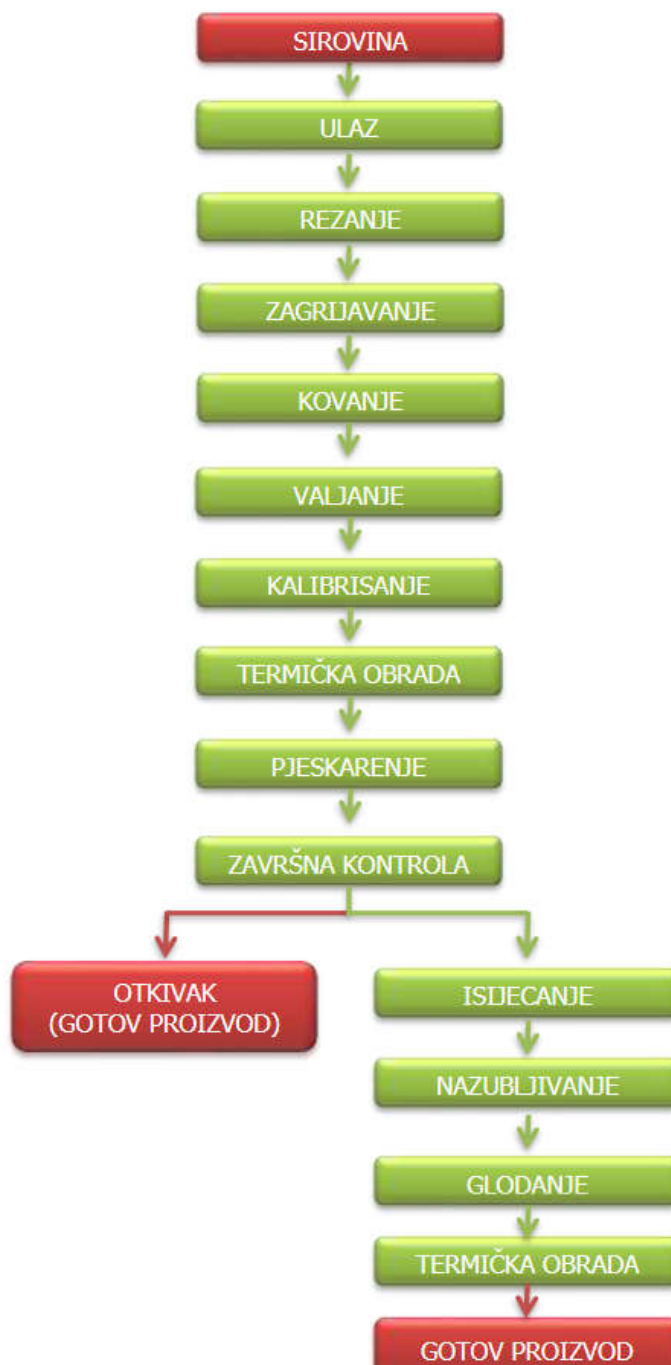 SIROVINA
ULAZ
REZANJE
ZAGRIJAVANJE
KOVANJE
VALJANJE
KALIBRISANJE
TERMIČKA OBRADA
PJESKARENJE
ZAVRŠNA KONTROLA
OTKIVAK
(GOTOV PROIZVOD)
ISIJECANJE
NAZUBLJIVANJE
GLODANJE
TERMIČKA OBRADA
GOTOV PROIZVOD